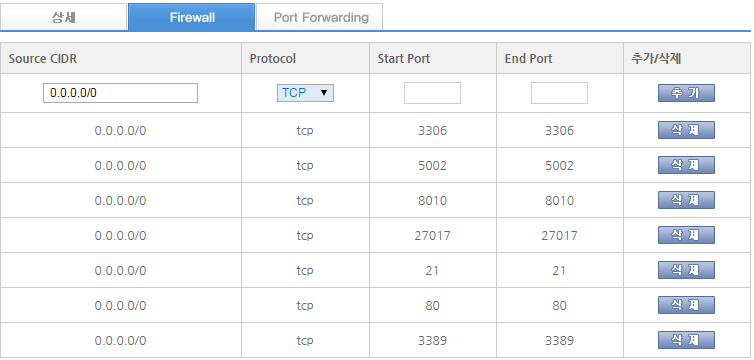 상세 Firewall Port Forwarding
Source CIDR Protocol Start Port End Port 추가/삭제
0.0.0.0/0 TCP ▼ 추 가
0.0.0.0/0 tcp 3306 3306 삭 제
0.0.0.0/0 tcp 5002 5002 삭 제
0.0.0.0/0 tcp 8010 8010 삭 제
0.0.0.0/0 tcp 27017 27017 삭 제
0.0.0.0/0 tcp 21 21 삭 제
0.0.0.0/0 tcp 80 80 삭 제
0.0.0.0/0 tcp 3389 3389 삭 제